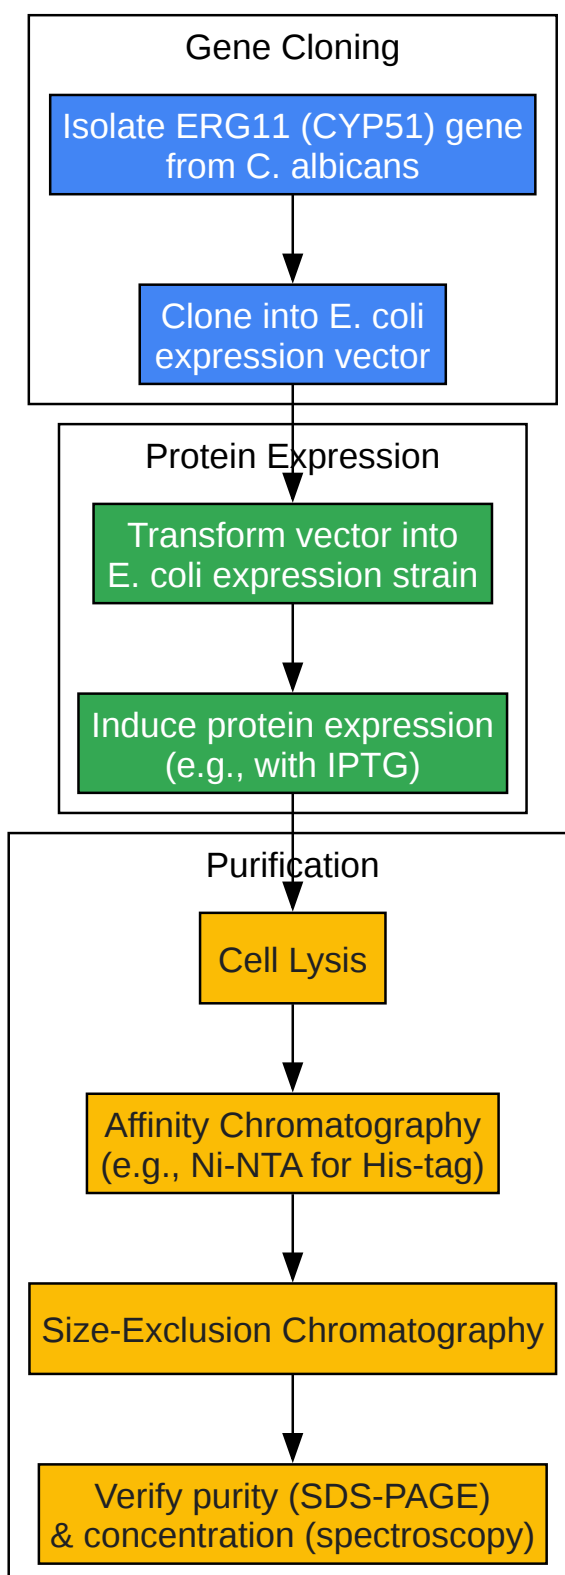 Gene Cloning
Isolate ERG11 (CYP51) gene
from C. albicans
Clone into E. coli
expression vector
Protein Expression
Transform vector into
E. coli expression strain
Induce protein expression
(e.g., with IPTG)
Purification
Cell Lysis
Affinity Chromatography
(e.g., Ni-NTA for His-tag)
Size-Exclusion Chromatography
Verify purity (SDS-PAGE)
& concentration (spectroscopy)